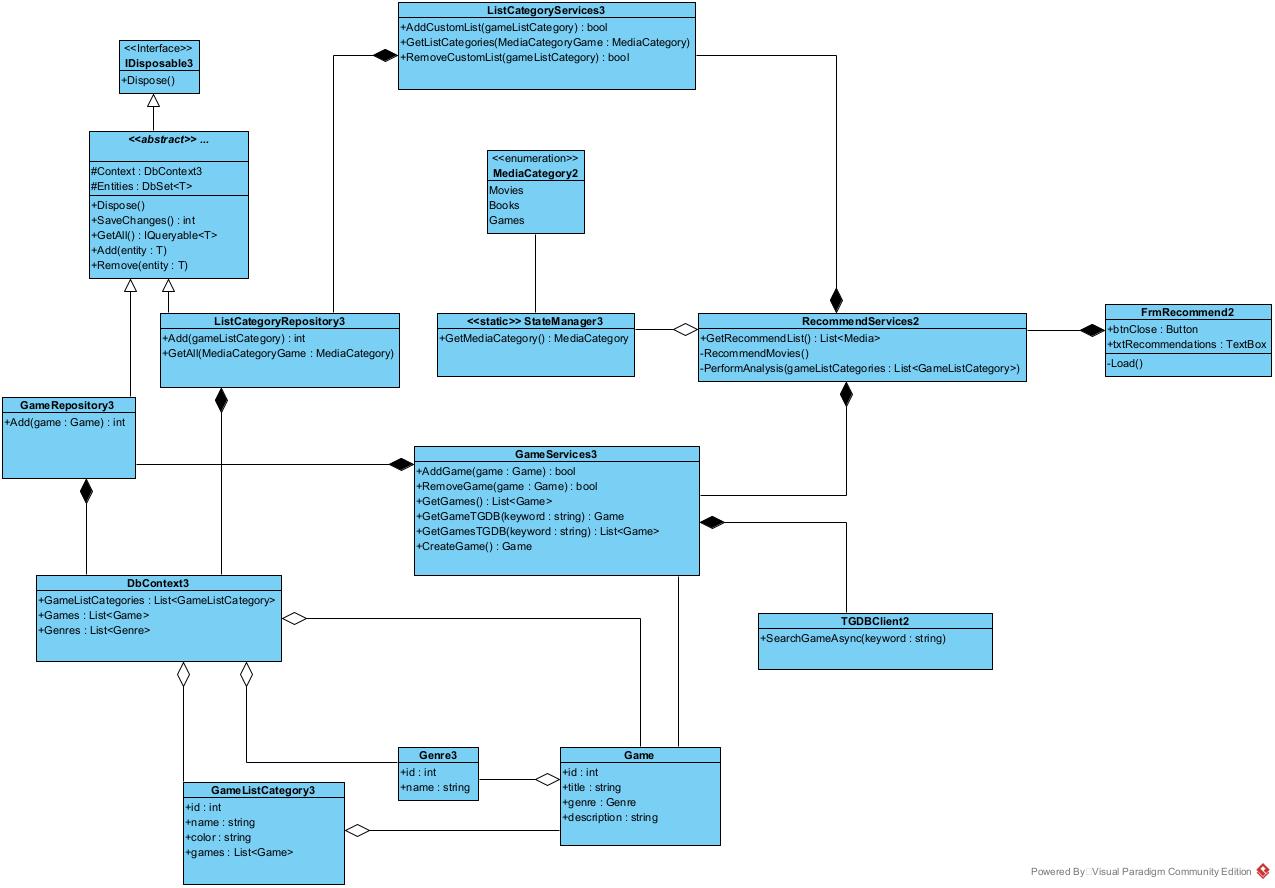 ListCategoryServices3
+AddCustomList(gameListCategory) : bool
+GetListCategories(MediaCategoryGame : MediaCategory)
+RemoveCustomList(gameListCategory) : bool
<<Interface>>
IDisposable3
+Dispose()
<<abstract>> ...
#Context : DbContext3
#Entities : DbSet<T>
+Dispose()
+SaveChanges() : int
+GetAll() : IQueryable<T>
+Add(entity : T)
+Remove(entity : T)
<<enumeration>>
MediaCategory2
Movies
Books
Games
ListCategoryRepository3
+Add(gameListCategory) : int
+GetAll(MediaCategoryGame : MediaCategory)
<<static>> StateManager3
+GetMediaCategory() : MediaCategory
RecommendServices2
+GetRecommendList() : List<Media>
-RecommendMovies()
-PerformAnalysis(gameListCategories : List<GameListCategory>)
FrmRecommend2
+btnClose : Button
+txtRecommendations : TextBox
-Load()
GameRepository3
+Add(game : Game) : int
GameServices3
+AddGame(game : Game) : bool
+RemoveGame(game : Game) : bool
+GetGames() : List<Game>
+GetGameTGDB(keyword : string) : Game
+GetGamesTGDB(keyword : string) : List<Game>
+CreateGame() : Game
DbContext3
+GameListCategories : List<GameListCategory>
+Games : List<Game>
+Genres : List<Genre>
TGDBClient2
+SearchGameAsync(keyword : string)
Genre3
+id : int
+name : string
Game
+id : int
+title : string
+genre : Genre
+description : string
GameListCategory3
+id : int
+name : string
+color : string
+games : List<Game>
Powered By Visual Paradigm Community Edition